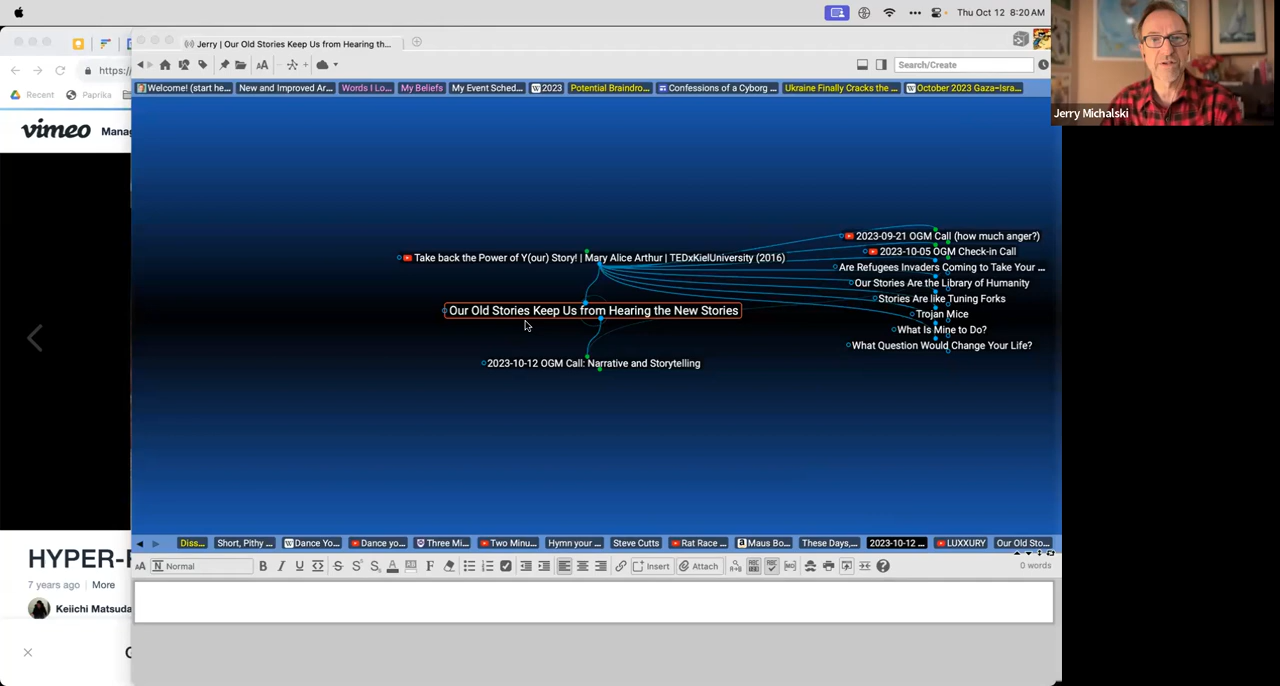 Thu Oct 12 8:20 AM
Jerry | Our Old Stories Keep Us from Hearing th...
https:/
AA
Search/Create
Recent
Paprika
Welcome! (start he...
New and Improved Ar...
Words I Lo...
My Beliefs
My Event Sched...
2023
Potential Braindro...
Confessions of a Cyborg ...
Ukraine Finally Cracks the ...
October 2023 Gaza–Isra...
Jerry Michalski
vimeo
2023-09-21 OGM Call (how much anger?)
2023-10-05 OGM Check-in Call
Take back the Power of Y(our) Story! | Mary Alice Arthur | TEDxKielUniversity (2016)
Are Refugees Invaders Coming to Take Your ...
Our Stories Are the Library of Humanity
Stories Are like Tuning Forks
Our Old Stories Keep Us from Hearing the New Stories
Trojan Mice
What Is Mine to Do?
What Question Would Change Your Life?
2023-10-12 OGM Call: Narrative and Storytelling
Diss...
Short, Pithy ...
Dance Yo...
Dance yo...
Three Mi...
Two Minu...
Hymn your ...
Steve Cutts
Rat Race ...
Maus Bo...
These Days,...
2023-10-12 ...
LUXXURY
Our Old Sto...
AA
N Normal
B I U S S S A F
Insert
Attach
0 words
HYPER-
7 years ago
More
Keiichi Matsuda